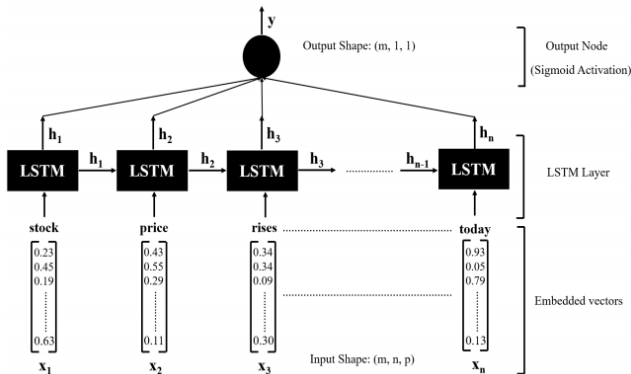 y
Output Shape: (m, 1, 1)
Output Node
(Sigmoid Activation)
h1 h2 h3 hn
LSTM h1 LSTM h2 LSTM h3 ............ hn-1 LSTM
LSTM Layer
stock price rises today
0.23 0.43 0.34 0.93
0.45 0.55 0.34 0.05
0.19 0.29 0.09 0.79
Embedded vectors
0.63 0.11 0.30 0.13
x1 x2 x3 Input Shape: (m, n, p) xn